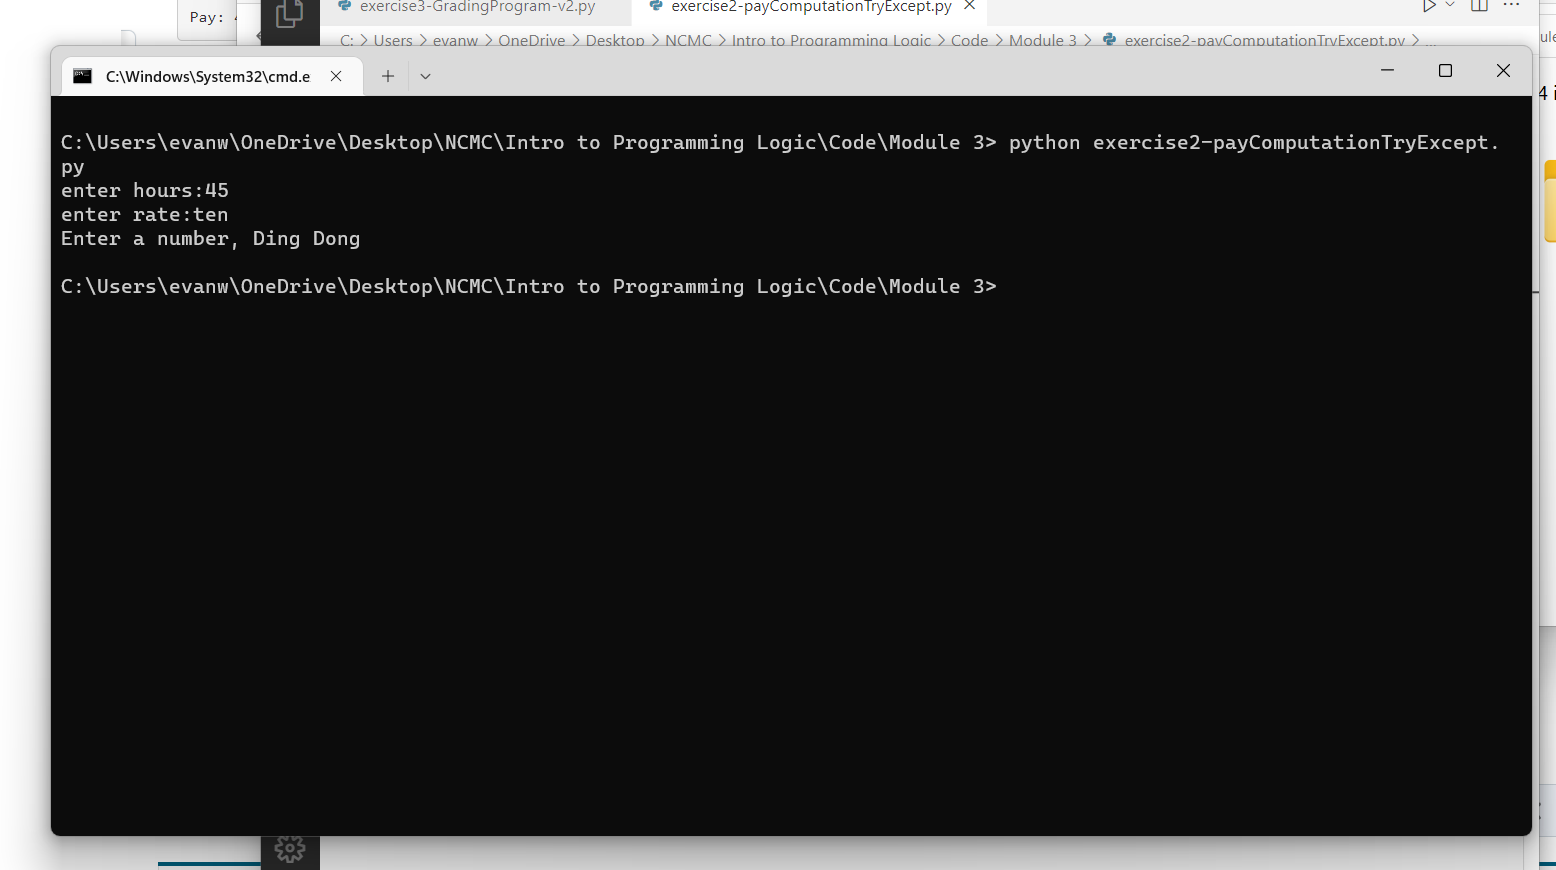 Pay:
exercise3-GradingProgram-v2.py
exercise2-payComputationTryExcept.py
C: > Users > evanw > OneDrive > Desktop > NCMC > Intro to Programming Logic > Code > Module 3 > exercise2-payComputationTryExcept.py > ...
C:\Windows\System32\cmd.e
C:\Users\evanw\OneDrive\Desktop\NCMC\Intro to Programming Logic\Code\Module 3> python exercise2-payComputationTryExcept.
py
enter hours:45
enter rate:ten
Enter a number, Ding Dong
C:\Users\evanw\OneDrive\Desktop\NCMC\Intro to Programming Logic\Code\Module 3>